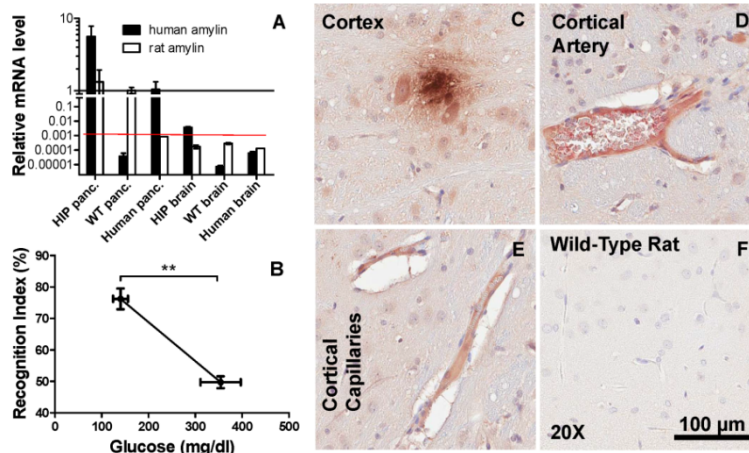 A
human amylin
rat amylin
Relative mRNA level
10
1
0.1
0.01
0.001
0.0001
0.00001
HIP panc.
WT panc.
Human panc.
HIP brain
WT brain
Human brain
B
**
Recognition Index (%)
90
80
70
60
50
40
0 100 200 300 400 500
Glucose (mg/dl)
Cortex
C
Cortical
Artery
D
E
Cortical
Capillaries
Wild-Type Rat
F
20X
100 µm